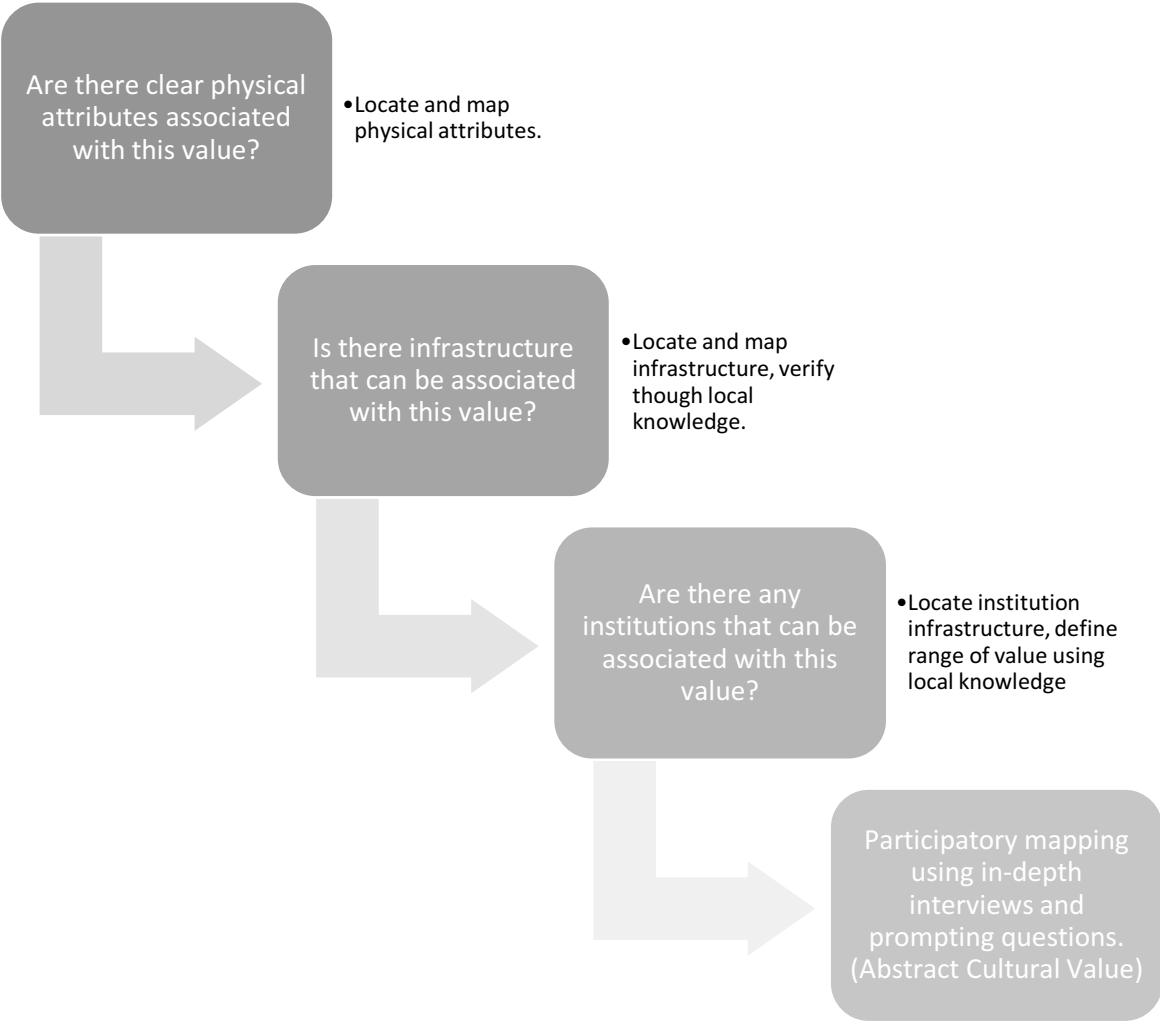 Are there clear physical
attributes associated
with this value?
•Locate and map
physical attributes.
Is there infrastructure
that can be associated
with this value?
•Locate and map
infrastructure, verify
though local
knowledge.
Are there any
institutions that can be
associated with this
value?
•Locate institution
infrastructure, define
range of value using
local knowledge
Participatory mapping
using in-depth
interviews and
prompting questions.
(Abstract Cultural Value)